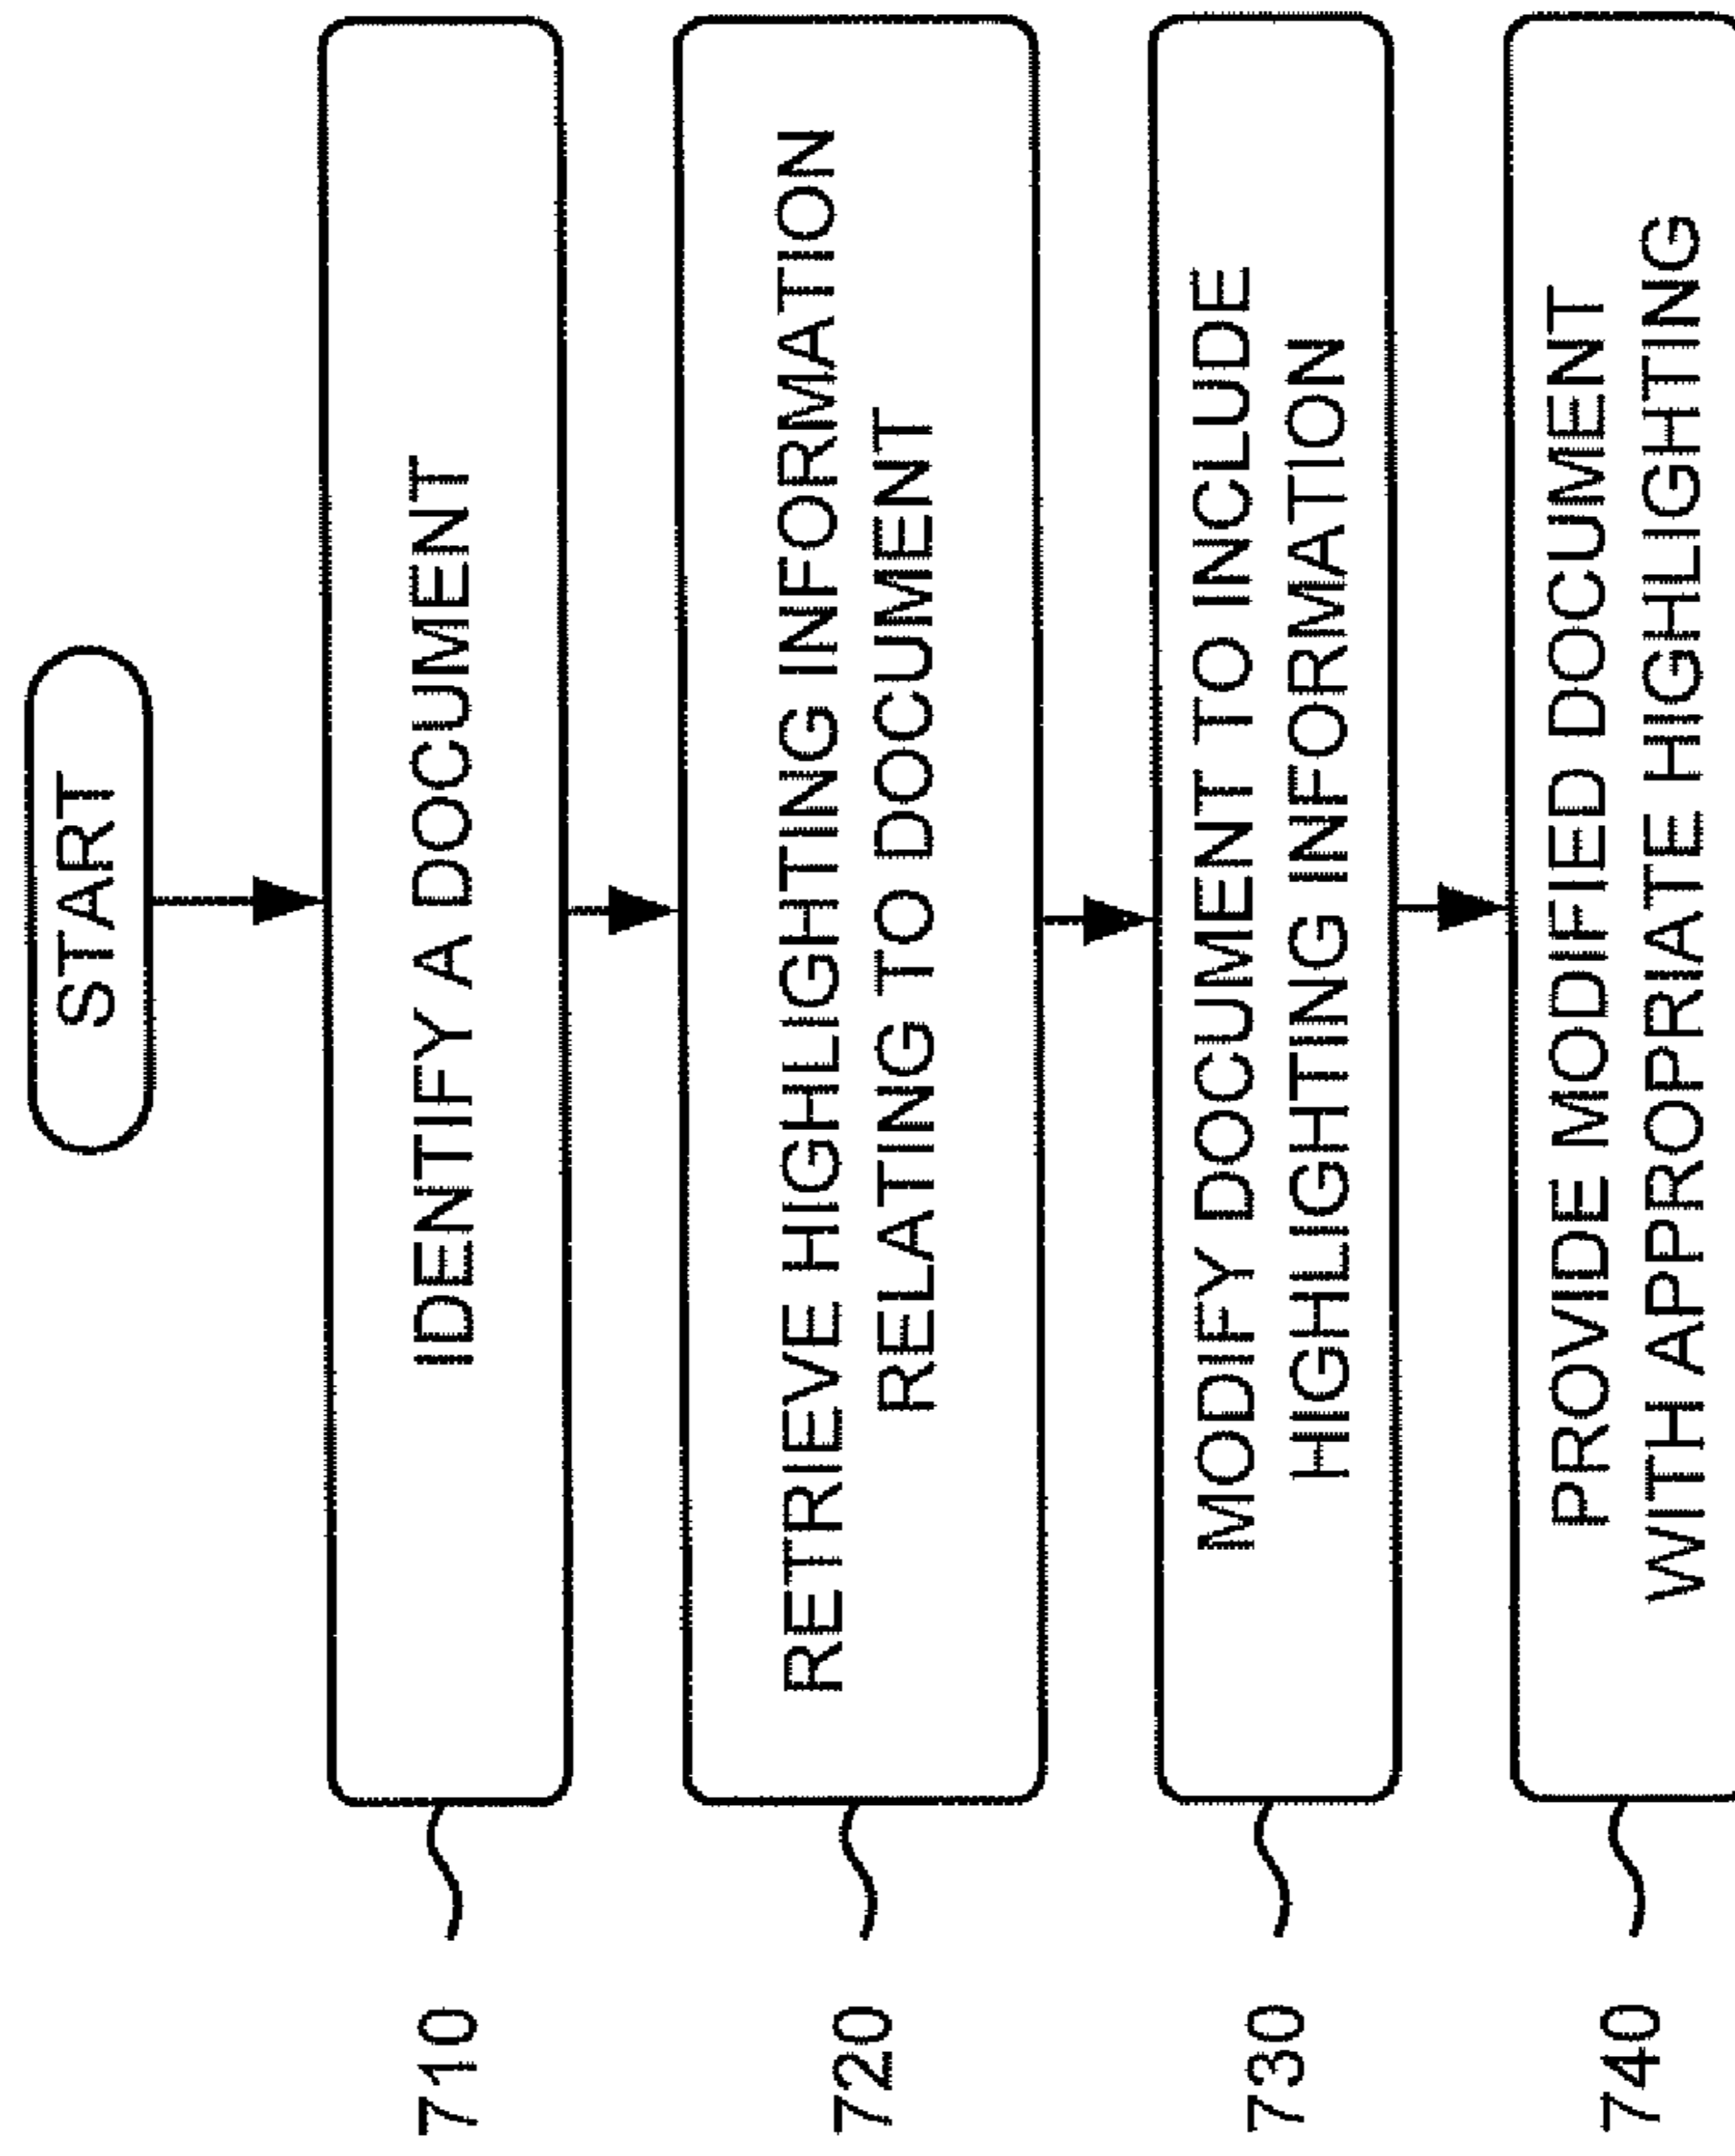 START
710
IDENTIFY A DOCUMENT
720
RETRIEVE HIGHLIGHTING INFORMATION
RELATING TO DOCUMENT
730
MODIFY DOCUMENT TO INCLUDE
HIGHLIGHTING INFORMATION
740
PROVIDE MODIFIED DOCUMENT
WITH APPROPRIATE HIGHLIGHTING